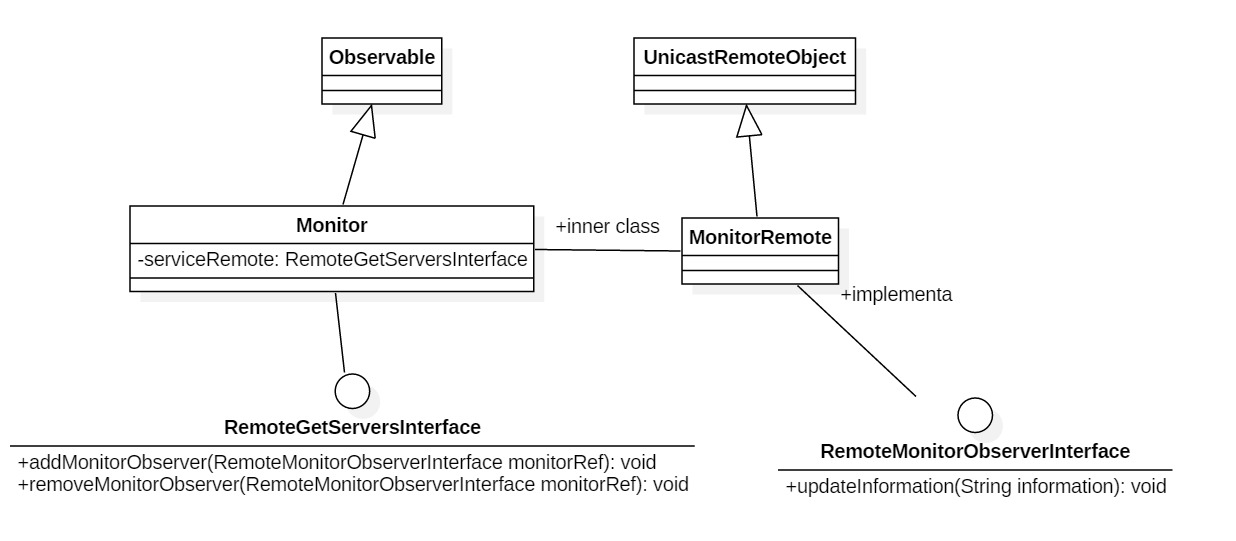 Observable
UnicastRemoteObject
Monitor
-serviceRemote: RemoteGetServersInterface
+inner class
MonitorRemote
+implementa
RemoteGetServersInterface
+addMonitorObserver(RemoteMonitorObserverInterface monitorRef): void
+removeMonitorObserver(RemoteMonitorObserverInterface monitorRef): void
RemoteMonitorObserverInterface
+updateInformation(String information): void